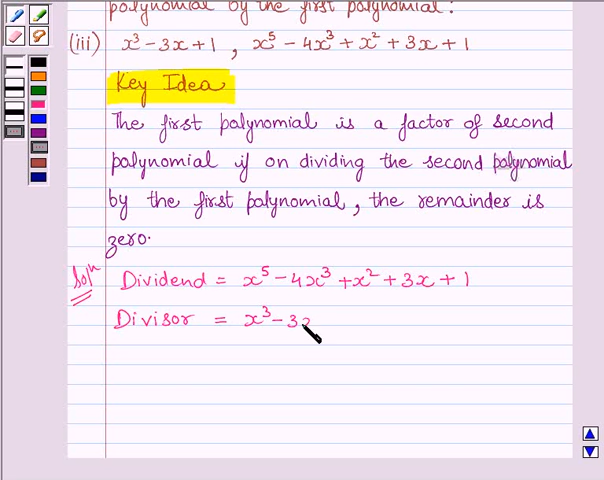 polynomial by the first polynomial:
(iii) x³ - 3x + 1 , x⁵ - 4x³ + x² + 3x + 1
Key Idea
The first polynomial is a factor of second
polynomial if on dividing the second polynomial
by the first polynomial, the remainder is
zero.
Solⁿ Dividend = x⁵ - 4x³ + x² + 3x + 1
Divisor = x³ - 3